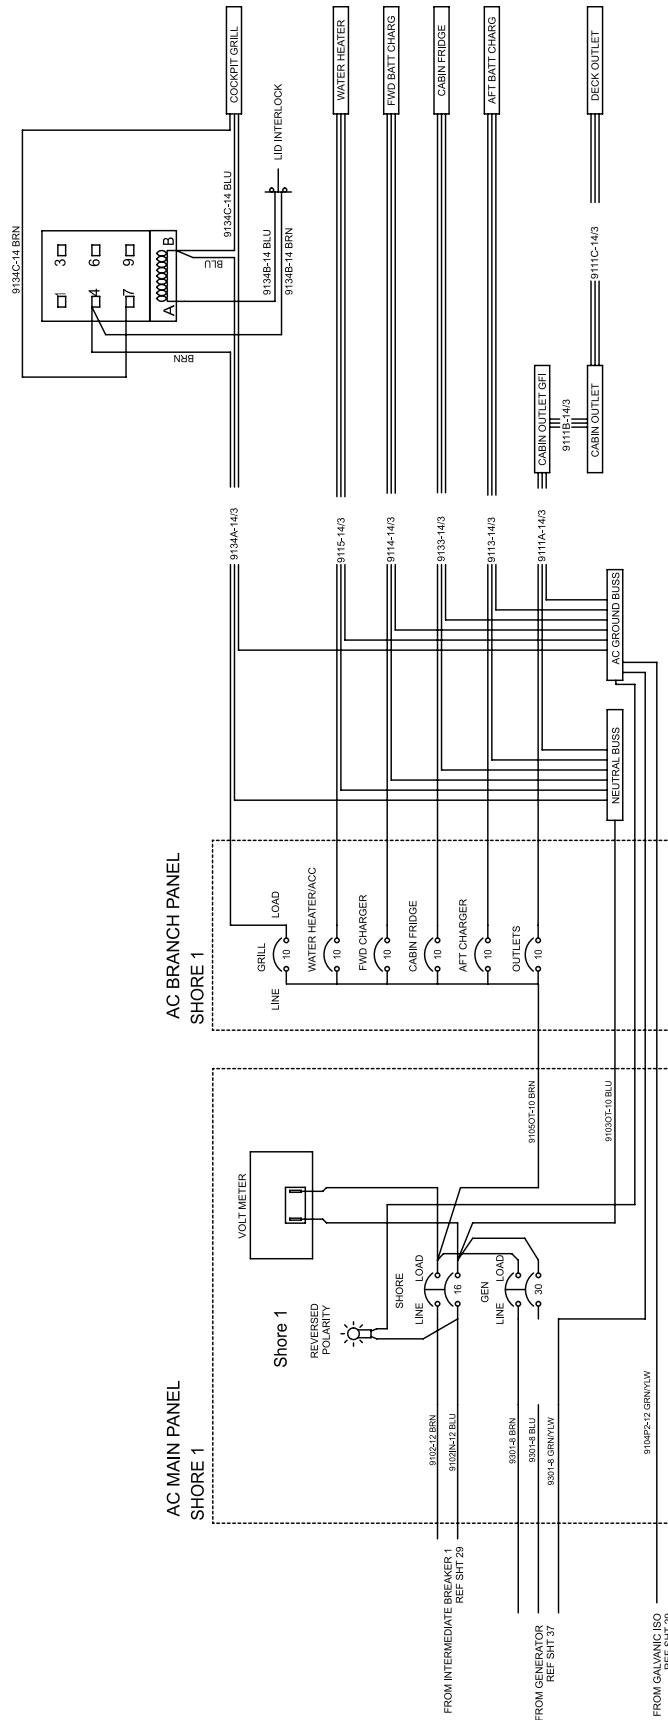 AC MAIN PANEL
SHORE 1
AC BRANCH PANEL
SHORE 1
9134C-14 BRN
1
3
4
6
7
9
A
B
BRN
BLU
COCKPIT GRILL
9134C-14 BLU
LID INTERLOCK
9134B-14 BLU
9134B-14 BRN
9134A-14/3
WATER HEATER
9115-14/3
FWD BATT CHARG
9114-14/3
CABIN FRIDGE
9133-14/3
AFT BATT CHARG
9113-14/3
DECK OUTLET
9111C-14/3
CABIN OUTLET GFI
9111B-14/3
CABIN OUTLET
9111A-14/3
AC GROUND BUSS
NEUTRAL BUSS
GRILL
LOAD
LINE
10
WATER HEATER/ACC
10
FWD CHARGER
10
CABIN FRIDGE
10
AFT CHARGER
10
OUTLETS
10
9105OT-10 BRN
9103OT-10 BLU
VOLT METER
Shore 1
REVERSED
POLARITY
SHORE
LINE
LOAD
16
GEN
LINE
LOAD
30
9102-12 BRN
9102IN-12 BLU
9301-8 BRN
9301-8 BLU
9301-8 GRN/YLW
9104P2-12 GRN/YLW
FROM INTERMEDIATE BREAKER 1
REF SHT 29
FROM GENERATOR
REF SHT 37
FROM GALVANIC ISO
REF SHT